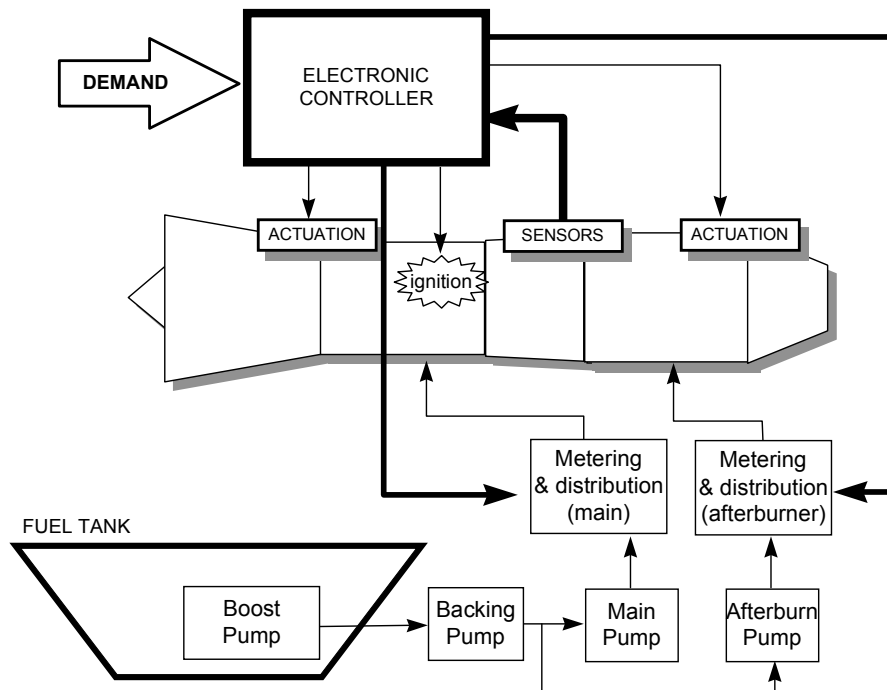 DEMAND
ELECTRONIC
CONTROLLER
ACTUATION
SENSORS
ACTUATION
ignition
Metering
& distribution
(main)
Metering
& distribution
(afterburner)
FUEL TANK
Boost
Pump
Backing
Pump
Main
Pump
Afterburn
Pump